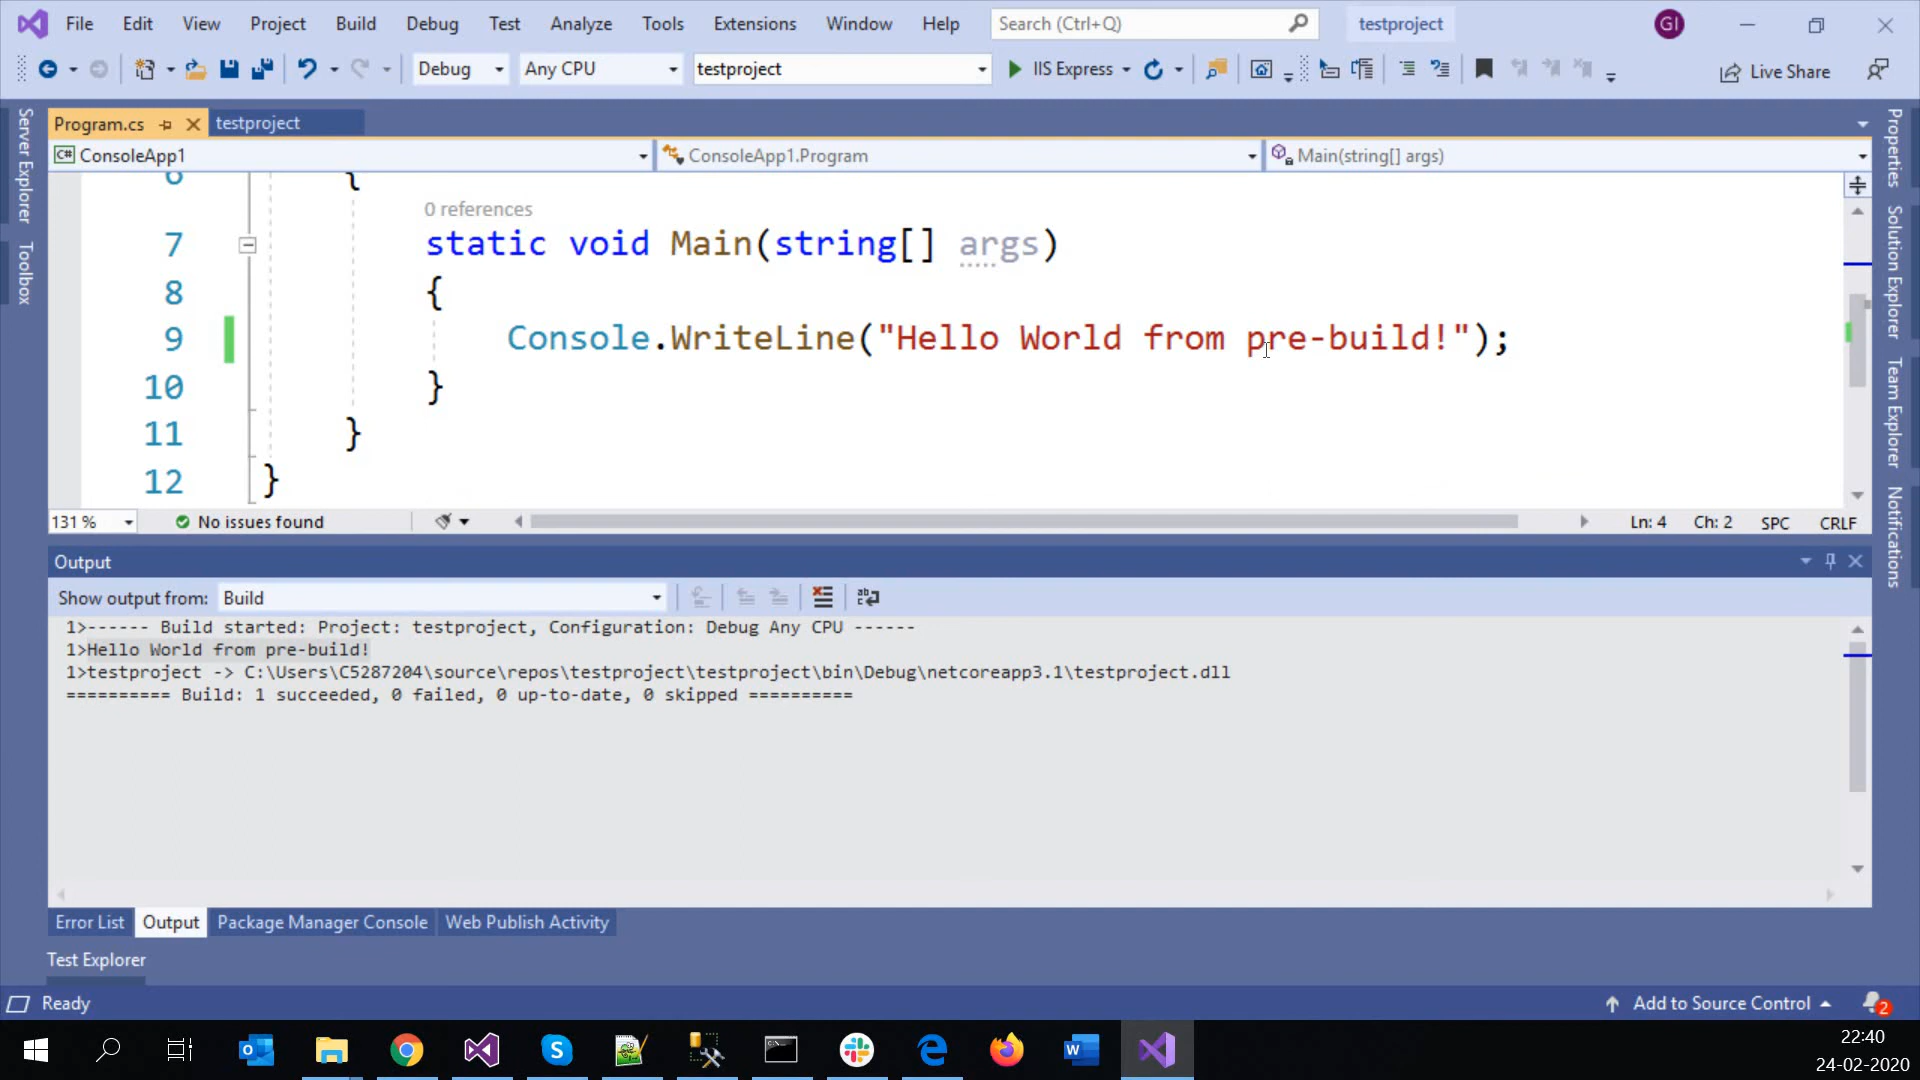 File Edit View Project Build Debug Test Analyze Tools Extensions Window Help Search (Ctrl+Q) testproject GI
Debug Any CPU testproject IIS Express Live Share
Program.cs testproject
C# ConsoleApp1 ConsoleApp1.Program Main(string[] args)
6 {
0 references
7 static void Main(string[] args)
8 {
9 Console.WriteLine("Hello World from pre-build!");
10 }
11 }
12 }
131 % No issues found Ln: 4 Ch: 2 SPC CRLF
Output
Show output from: Build
1>------ Build started: Project: testproject, Configuration: Debug Any CPU ------
1>Hello World from pre-build!
1>testproject -> C:\Users\C5287204\source\repos\testproject\testproject\bin\Debug\netcoreapp3.1\testproject.dll
========== Build: 1 succeeded, 0 failed, 0 up-to-date, 0 skipped ==========
Error List Output Package Manager Console Web Publish Activity
Test Explorer
Ready Add to Source Control 2
Server Explorer
Toolbox
Properties
Solution Explorer
Team Explorer
Notifications
22:40
24-02-2020